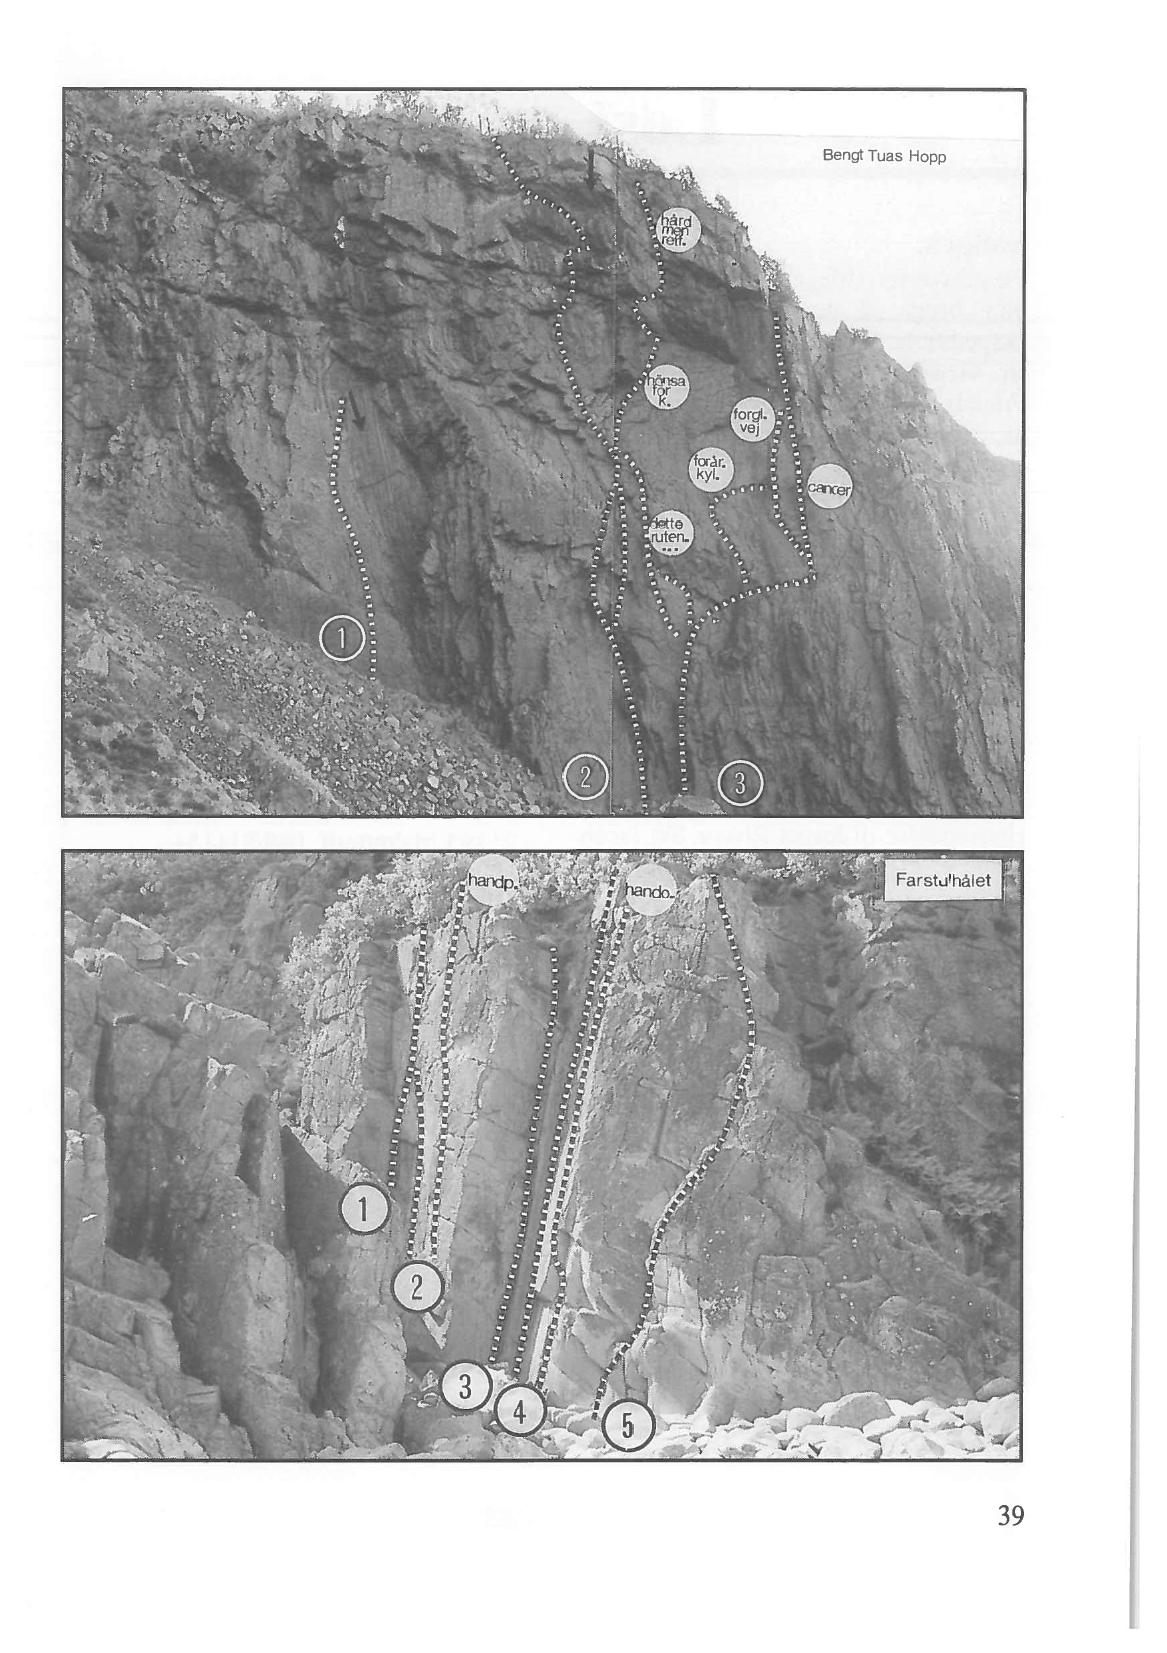 Bengt Tuas Hopp
hård
men
rett.
hönsa
för
k.
forgl.
vej
forår.
kyl.
cancer
dette
ruten.
...
1
2
3
handp.
hando.
Farstulhålet
1
2
3
4
5
39